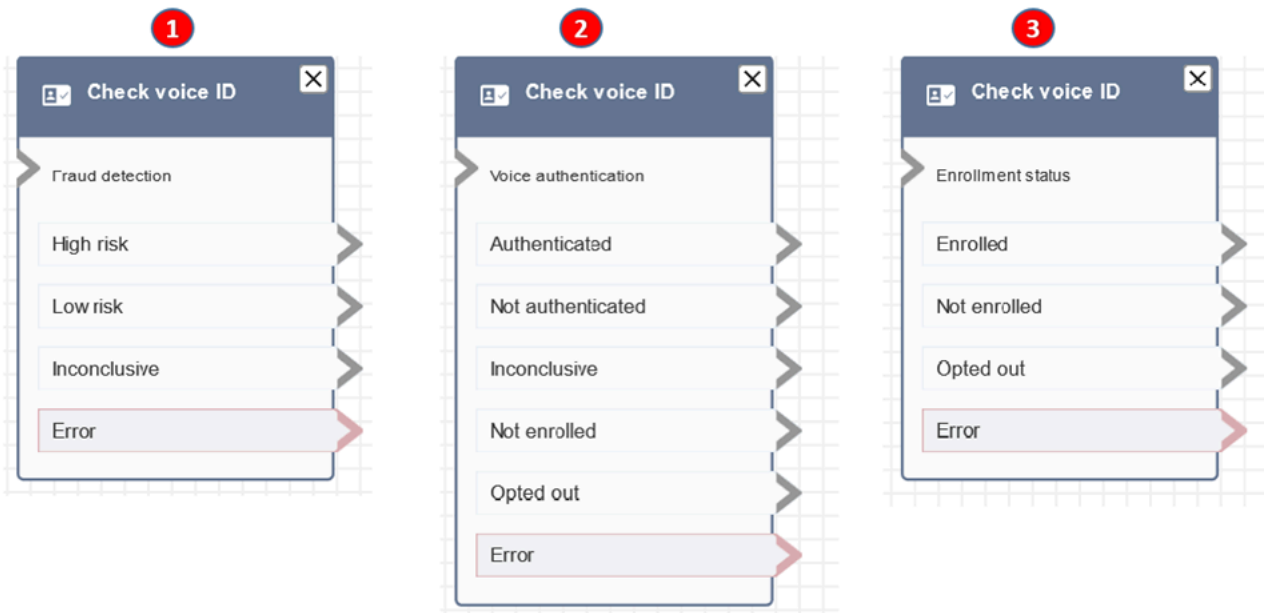 1
Check voice ID
Fraud detection
High risk
Low risk
Inconclusive
Error
2
Check voice ID
Voice authentication
Authenticated
Not authenticated
Inconclusive
Not enrolled
Opted out
Error
3
Check voice ID
Enrollment status
Enrolled
Not enrolled
Opted out
Error